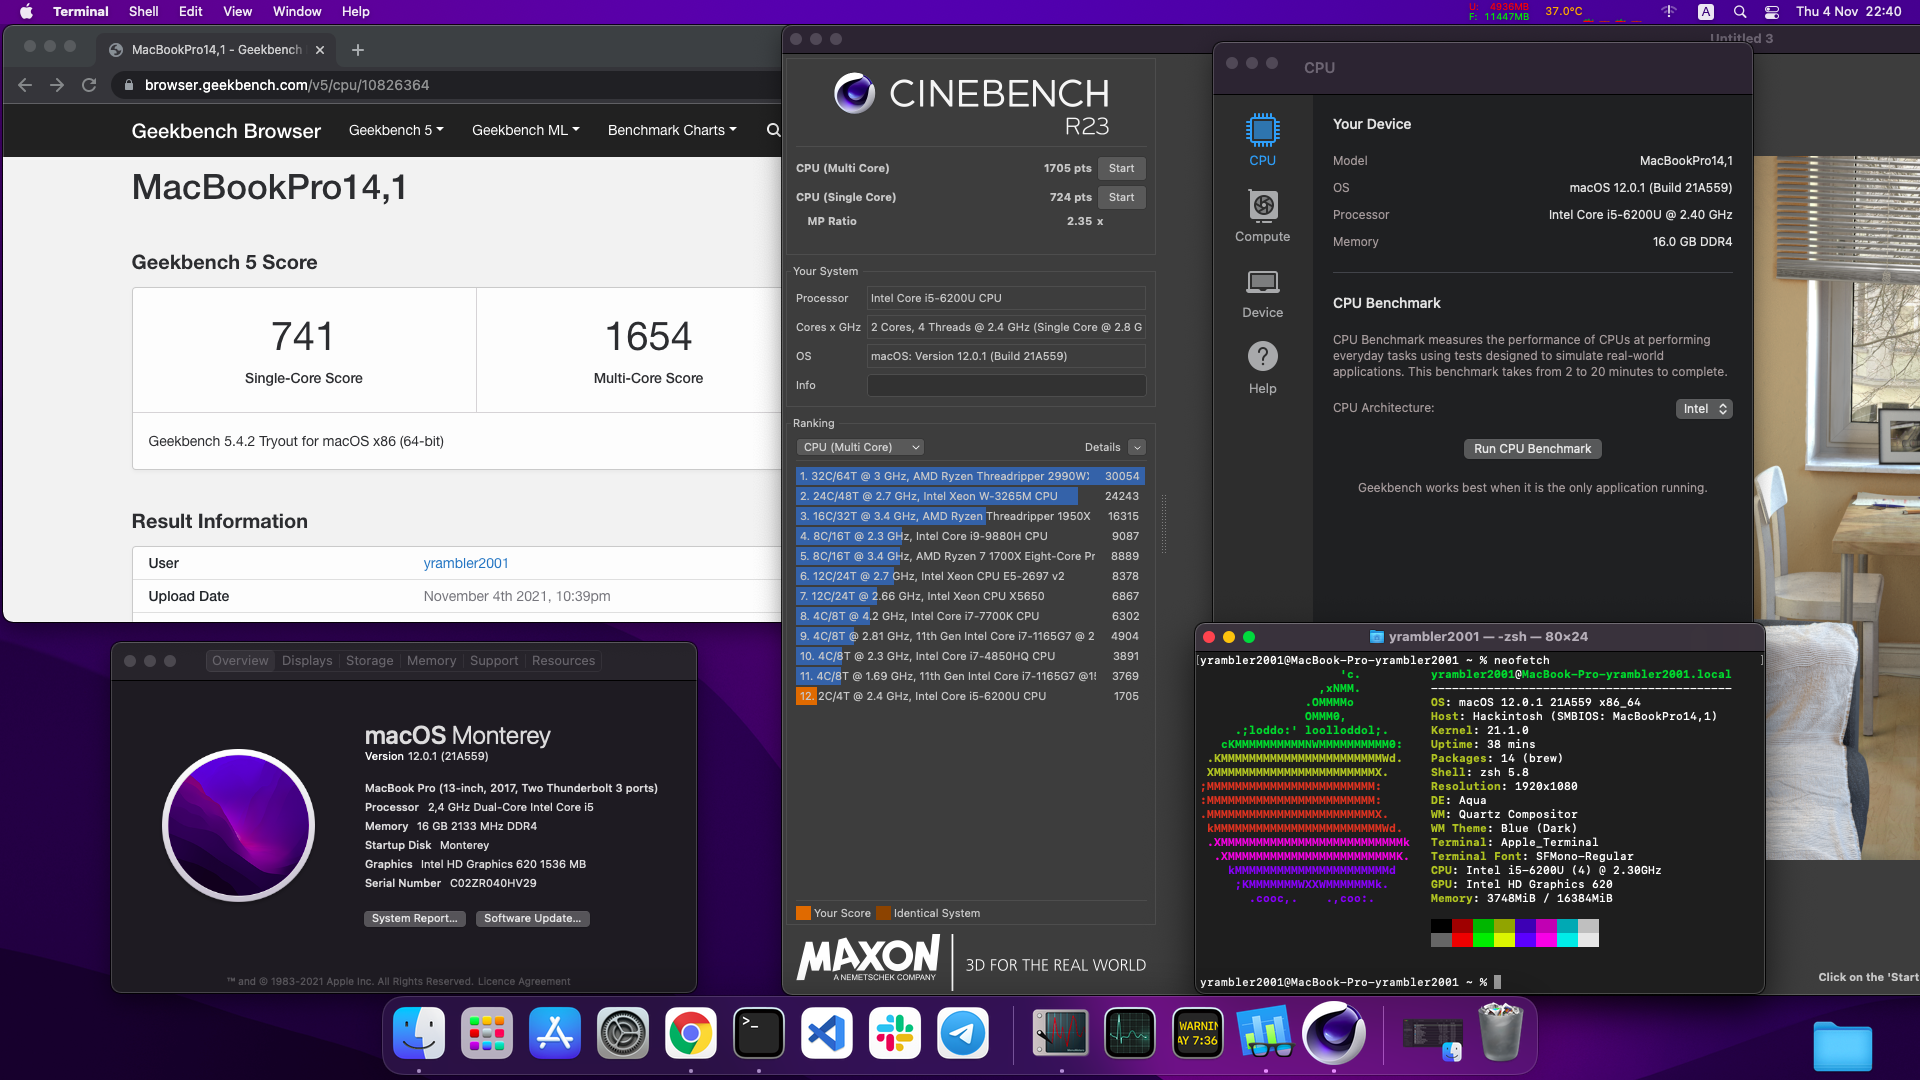 Terminal Shell Edit View Window Help
U: 4936MB
F: 11447MB
37.0°C
A
Thu 4 Nov 22:40
MacBookPro14,1 - Geekbench
browser.geekbench.com/v5/cpu/10826364
Geekbench Browser Geekbench 5 Geekbench ML Benchmark Charts
MacBookPro14,1
Geekbench 5 Score
741 1654
Single-Core Score Multi-Core Score
Geekbench 5.4.2 Tryout for macOS x86 (64-bit)
Result Information
User yrambler2001
Upload Date November 4th 2021, 10:39pm
Overview Displays Storage Memory Support Resources
macOS Monterey
Version 12.0.1 (21A559)
MacBook Pro (13-inch, 2017, Two Thunderbolt 3 ports)
Processor 2,4 GHz Dual-Core Intel Core i5
Memory 16 GB 2133 MHz DDR4
Startup Disk Monterey
Graphics Intel HD Graphics 620 1536 MB
Serial Number C02ZR040HV29
System Report... Software Update...
™ and © 1983-2021 Apple Inc. All Rights Reserved. Licence Agreement
CINEBENCH
R23
CPU (Multi Core) 1705 pts Start
CPU (Single Core) 724 pts Start
MP Ratio 2.35 x
Your System
Processor Intel Core i5-6200U CPU
Cores x GHz 2 Cores, 4 Threads @ 2.4 GHz (Single Core @ 2.8 G
OS macOS: Version 12.0.1 (Build 21A559)
Info
Ranking
CPU (Multi Core) Details
1. 32C/64T @ 3 GHz, AMD Ryzen Threadripper 2990WX 30054
2. 24C/48T @ 2.7 GHz, Intel Xeon W-3265M CPU 24243
3. 16C/32T @ 3.4 GHz, AMD Ryzen Threadripper 1950X 16315
4. 8C/16T @ 2.3 GHz, Intel Core i9-9880H CPU 9087
5. 8C/16T @ 3.4 GHz, AMD Ryzen 7 1700X Eight-Core Pr 8889
6. 12C/24T @ 2.7 GHz, Intel Xeon CPU E5-2697 v2 8378
7. 12C/24T @ 2.66 GHz, Intel Xeon CPU X5650 6867
8. 4C/8T @ 4.2 GHz, Intel Core i7-7700K CPU 6302
9. 4C/8T @ 2.81 GHz, 11th Gen Intel Core i7-1165G7 @ 2 4904
10. 4C/8T @ 2.3 GHz, Intel Core i7-4850HQ CPU 3891
11. 4C/8T @ 1.69 GHz, 11th Gen Intel Core i7-1165G7 @15 3769
12. 2C/4T @ 2.4 GHz, Intel Core i5-6200U CPU 1705
Your Score Identical System
MAXON
A NEMETSCHEK COMPANY
3D FOR THE REAL WORLD
Untitled 3
CPU
CPU
Compute
Device
Help
Your Device
Model MacBookPro14,1
OS macOS 12.0.1 (Build 21A559)
Processor Intel Core i5-6200U @ 2.40 GHz
Memory 16.0 GB DDR4
CPU Benchmark
CPU Benchmark measures the performance of CPUs at performing
everyday tasks using tests designed to simulate real-world
applications. This benchmark takes from 2 to 20 minutes to complete.
CPU Architecture: Intel
Run CPU Benchmark
Geekbench works best when it is the only application running.
yrambler2001 — -zsh — 80×24
[yrambler2001@MacBook-Pro-yrambler2001 ~ % neofetch ]
'c. yrambler2001@MacBook-Pro-yrambler2001.local
,xNMM. -------------------------------------------
.OMMMMo OS: macOS 12.0.1 21A559 x86_64
OMMM0, Host: Hackintosh (SMBIOS: MacBookPro14,1)
.;loddo:' loolloddol;. Kernel: 21.1.0
cKMMMMMMMMMMNWMMMMMMMMMM0: Uptime: 38 mins
.KMMMMMMMMMMMMMMMMMMMMMMMWd. Packages: 14 (brew)
XMMMMMMMMMMMMMMMMMMMMMMMX. Shell: zsh 5.8
;MMMMMMMMMMMMMMMMMMMMMMMM: Resolution: 1920x1080
:MMMMMMMMMMMMMMMMMMMMMMMM: DE: Aqua
.MMMMMMMMMMMMMMMMMMMMMMMMX. WM: Quartz Compositor
kMMMMMMMMMMMMMMMMMMMMMMMMWd. WM Theme: Blue (Dark)
.XMMMMMMMMMMMMMMMMMMMMMMMMMMk Terminal: Apple_Terminal
.XMMMMMMMMMMMMMMMMMMMMMMMMK. Terminal Font: SFMono-Regular
kMMMMMMMMMMMMMMMMMMMMMMd CPU: Intel i5-6200U (4) @ 2.30GHz
;KMMMMMMMWXXWMMMMMMMk. GPU: Intel HD Graphics 620
.cooc,. .,coo:. Memory: 3748MiB / 16384MiB
yrambler2001@MacBook-Pro-yrambler2001 ~ %
Click on the 'Start
WARNIN
AY 7:36